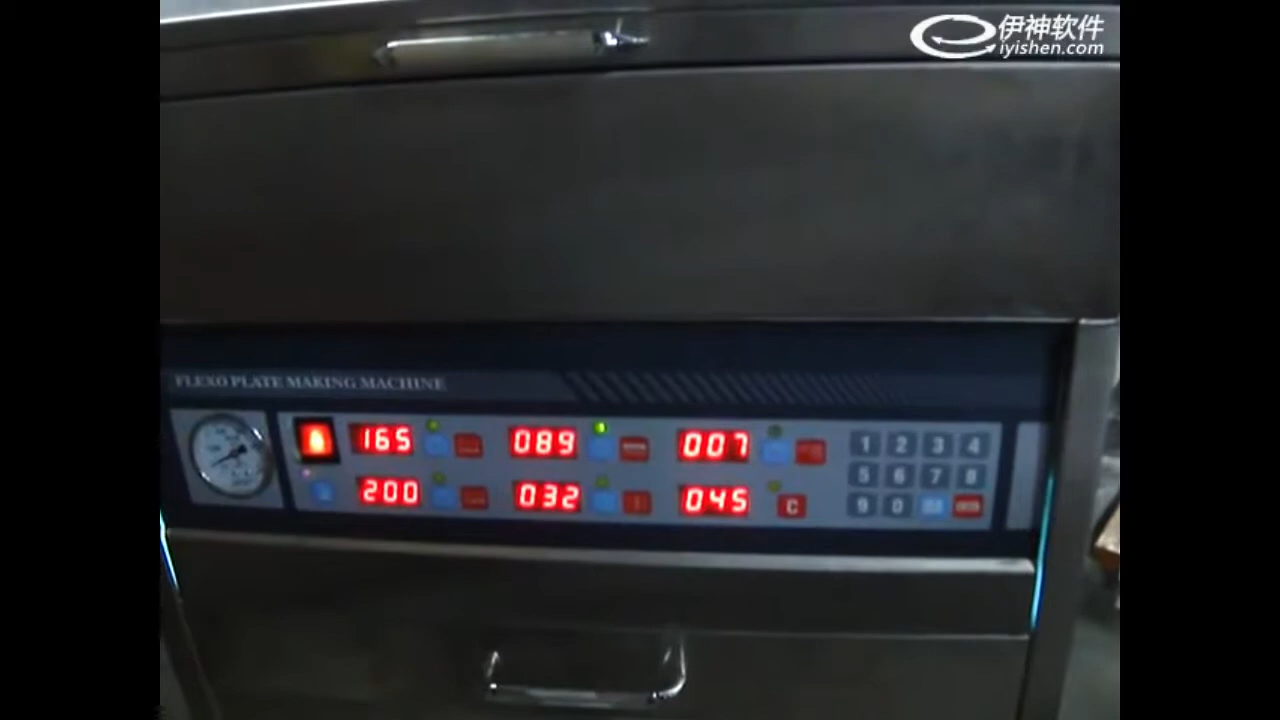 伊神软件
iyishen.com
FLEXO PLATE MAKING MACHINE
165 089 007
1 2 3 4
5 6 7 8
200 032 045 C
9 0